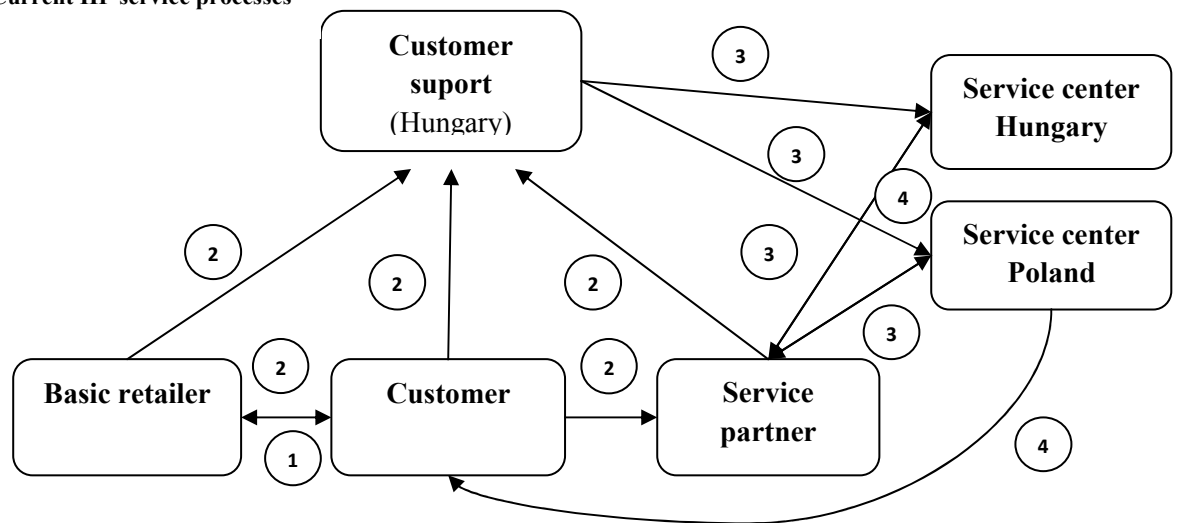 Current HP service processes
Customer
suport
(Hungary)
3
Service center
Hungary
3
4
Service center
Poland
2
3
2
2
3
2
2
Basic retailer
Customer
Service
partner
1
4